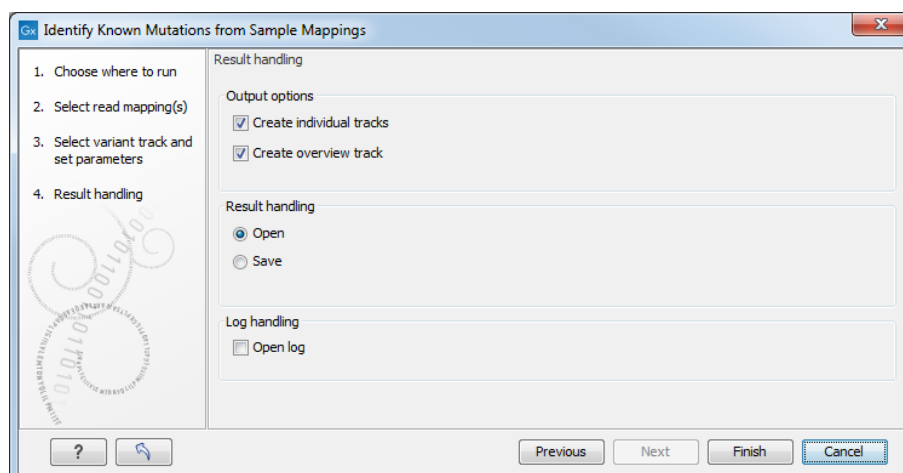 Gx Identify Known Mutations from Sample Mappings
1. Choose where to run
2. Select read mapping(s)
3. Select variant track and
set parameters
4. Result handling
Result handling
Output options
Create individual tracks
Create overview track
Result handling
Open
Save
Log handling
Open log
?
Previous
Next
Finish
Cancel